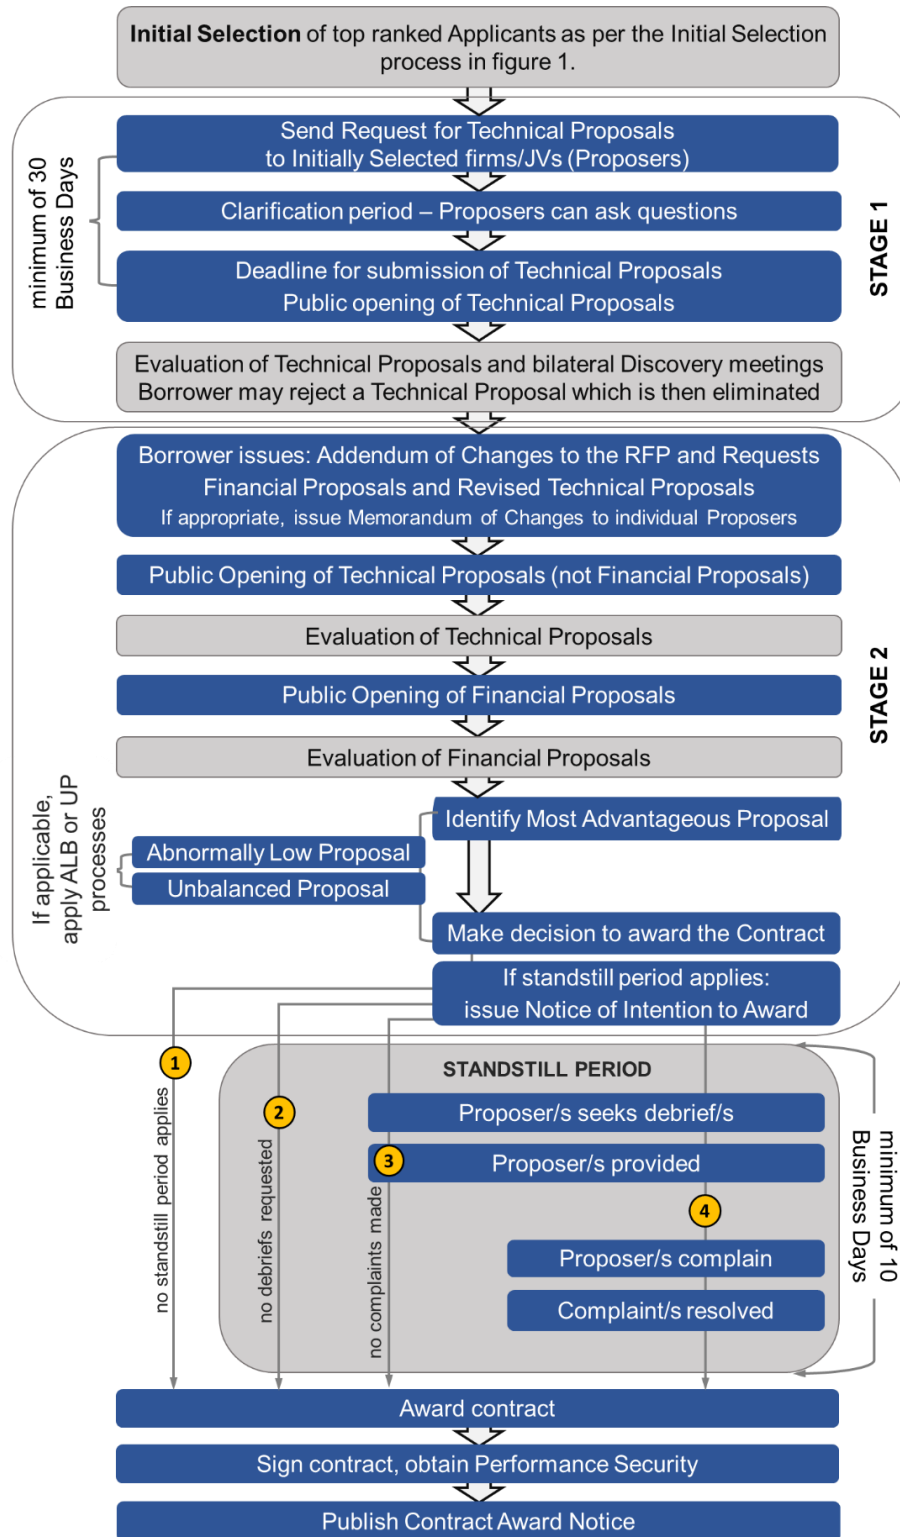 Initial Selection of top ranked Applicants as per the Initial Selection
process in figure 1.
STAGE 1
minimum of 30
Business Days
Send Request for Technical Proposals
to Initially Selected firms/JVs (Proposers)
Clarification period – Proposers can ask questions
Deadline for submission of Technical Proposals
Public opening of Technical Proposals
Evaluation of Technical Proposals and bilateral Discovery meetings
Borrower may reject a Technical Proposal which is then eliminated
STAGE 2
Borrower issues: Addendum of Changes to the RFP and Requests
Financial Proposals and Revised Technical Proposals
If appropriate, issue Memorandum of Changes to individual Proposers
Public Opening of Technical Proposals (not Financial Proposals)
Evaluation of Technical Proposals
Public Opening of Financial Proposals
Evaluation of Financial Proposals
Identify Most Advantageous Proposal
If applicable,
apply ALB or UP
processes
Abnormally Low Proposal
Unbalanced Proposal
Make decision to award the Contract
If standstill period applies:
issue Notice of Intention to Award
1
no standstill period applies
2
no debriefs requested
3
no complaints made
STANDSTILL PERIOD
Proposer/s seeks debrief/s
Proposer/s provided
4
Proposer/s complain
Complaint/s resolved
minimum of 10
Business Days
Award contract
Sign contract, obtain Performance Security
Publish Contract Award Notice